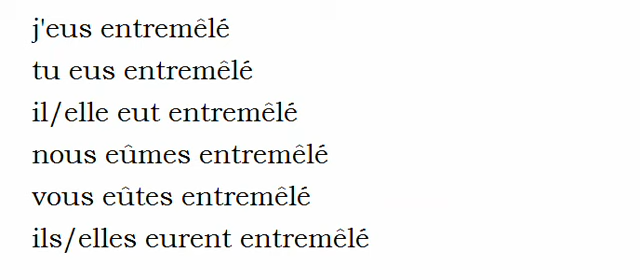 j'eus entremêlé
tu eus entremêlé
il/elle eut entremêlé
nous eûmes entremêlé
vous eûtes entremêlé
ils/elles eurent entremêlé